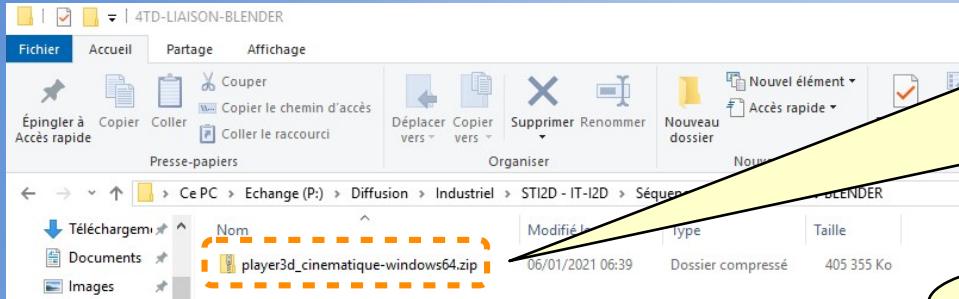 4TD-LIAISON-BLENDER
Fichier Accueil Partage Affichage
Épingler à Accès rapide
Copier
Coller
Couper
Copier le chemin d'accès
Coller le raccourci
Presse-papiers
Déplacer vers
Copier vers
Supprimer
Renommer
Organiser
Nouveau dossier
Nouvel élément
Accès rapide
Ce PC > Echange (P:) > Diffusion > Industriel > STI2D - IT-I2D > BLENDER
Téléchargem
Documents
Images
Nom Modifié Type Taille
player3d_cinematique-windows64.zip 06/01/2021 06:39 Dossier compressé 405 355 Ko